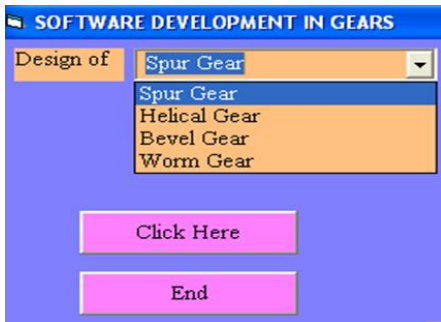 SOFTWARE DEVELOPMENT IN GEARS
Design of Spur Gear
Spur Gear
Helical Gear
Bevel Gear
Worm Gear
Click Here
End